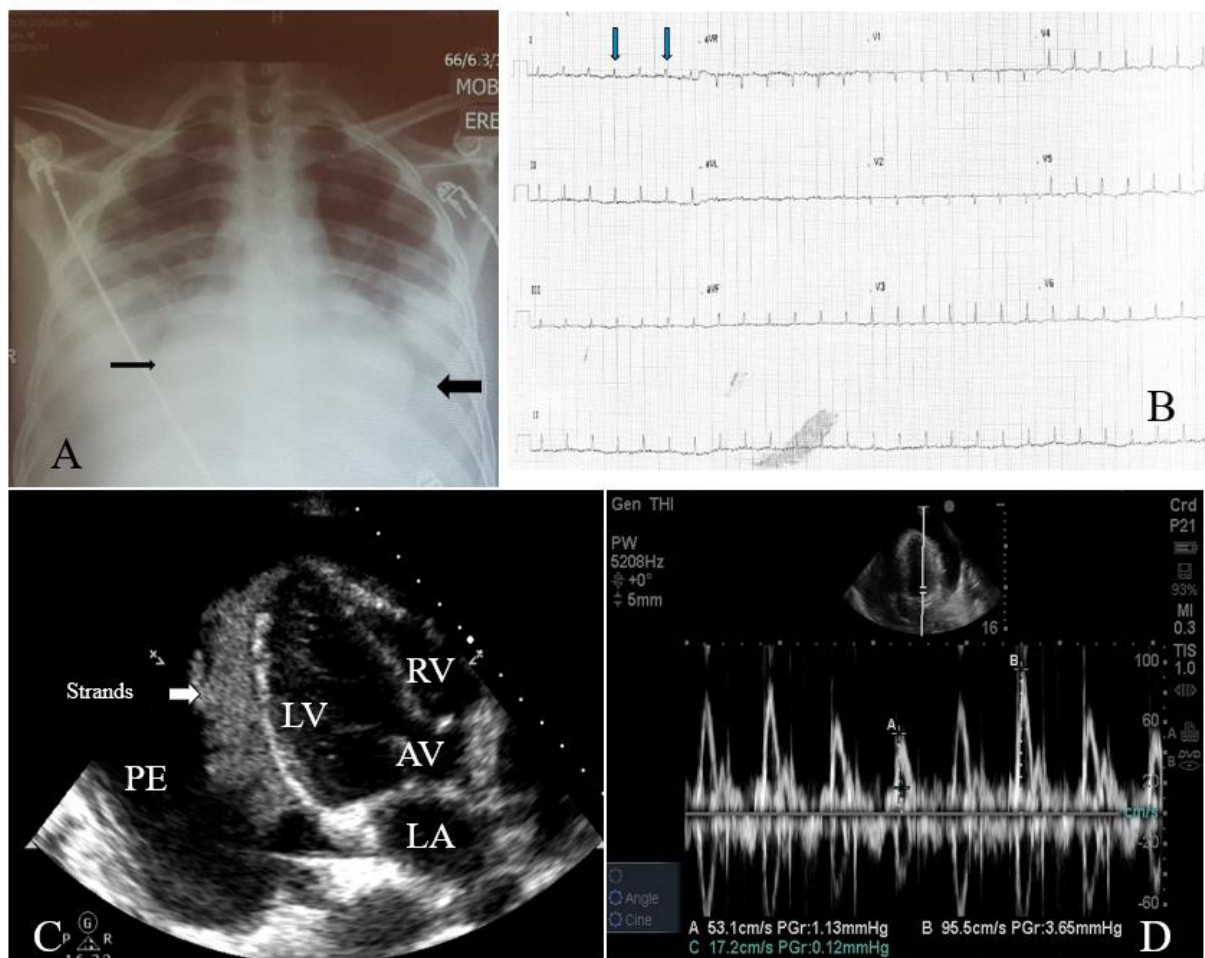 H
66/6.3/
MOB
ERE
R
A
I
aVR
V1
V4
II
aVL
V2
V5
III
aVF
V3
V6
II
B
Strands
PE
LV
RV
AV
LA
G
P R
C
Gen THI
PW
5208Hz
+0°
5mm
Crd
P21
93%
MI
0.3
TIS
1.0
16
A
B
100
60
20
cm/s
-20
-60
A
B
Angle
Cine
A 53.1cm/s PGr:1.13mmHg B 95.5cm/s PGr:3.65mmHg
C 17.2cm/s PGr:0.12mmHg
D